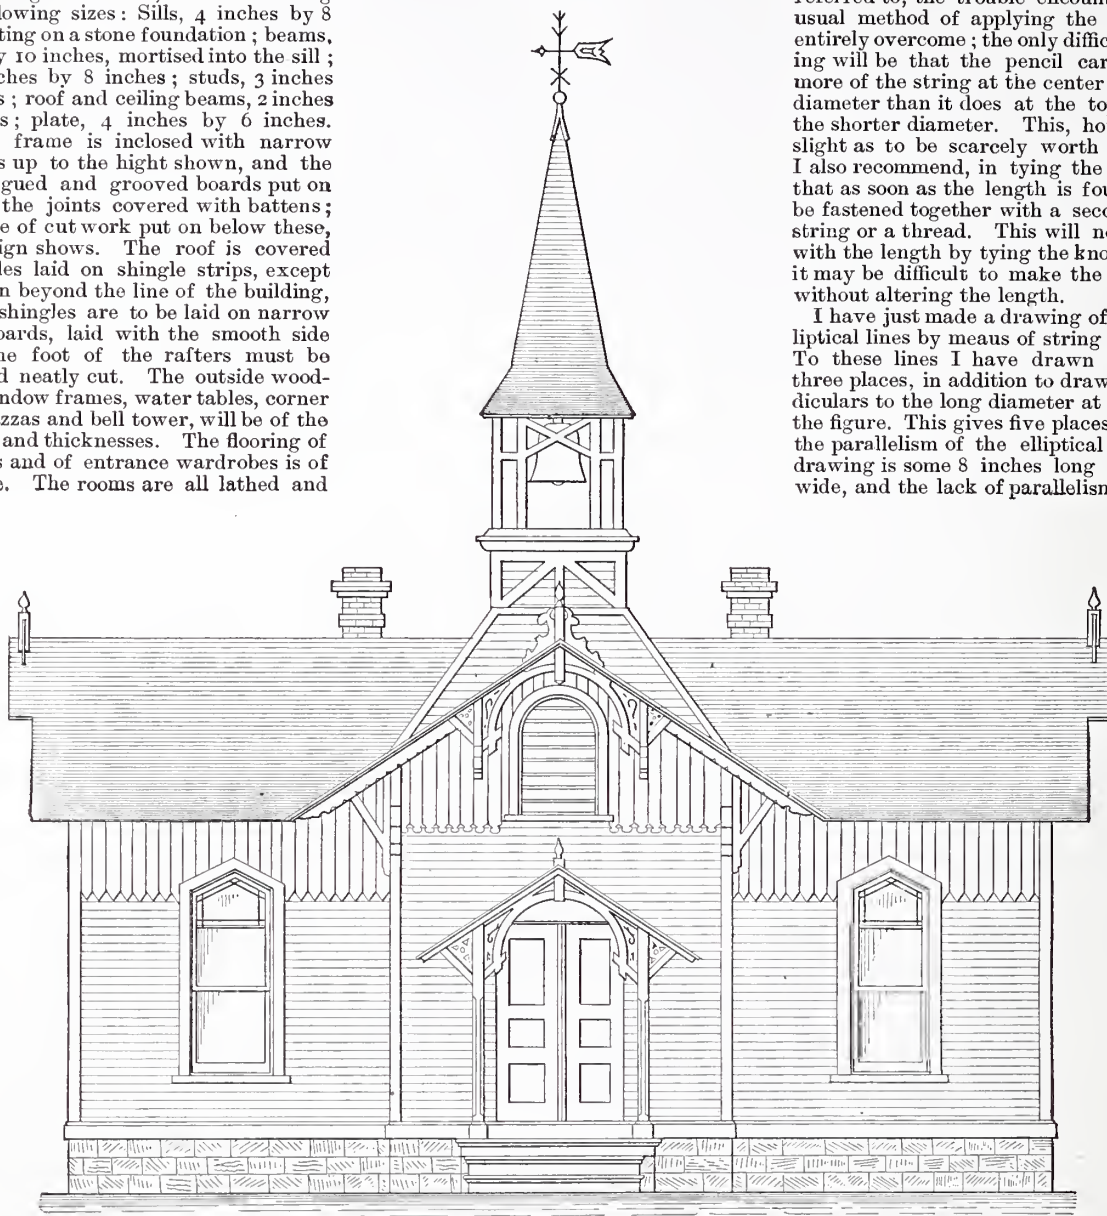 lowing sizes : Sills, 4 inches by 8
ting on a stone foundation ; beams,
y 10 inches, mortised into the sill ;
ches by 8 inches ; studs, 3 inches
s ; roof and ceiling beams, 2 inches
s ; plate, 4 inches by 6 inches.
frame is inclosed with narrow
s up to the hight shown, and the
gued and grooved boards put on
the joints covered with battens ;
e of cut work put on below these,
ign shows. The roof is covered
les laid on shingle strips, except
n beyond the line of the building,
shingles are to be laid on narrow
oards, laid with the smooth side
he foot of the rafters must be
d neatly cut. The outside wood-
ndow frames, water tables, corner
zzas and bell tower, will be of the
and thicknesses. The flooring of
s and of entrance wardrobes is of
e. The rooms are all lathed and
usual method of applying the
entirely overcome ; the only diffic
ing will be that the pencil car
more of the string at the center
diameter than it does at the to
the shorter diameter. This, ho
slight as to be scarcely worth
I also recommend, in tying the
that as soon as the length is fou
be fastened together with a seco
string or a thread. This will ne
with the length by tying the kno
it may be difficult to make the
without altering the length.
I have just made a drawing of
liptical lines by meaus of string
To these lines I have drawn
three places, in addition to draw
diculars to the long diameter at
the figure. This gives five places
the parallelism of the elliptical
drawing is some 8 inches long
wide, and the lack of parallelism